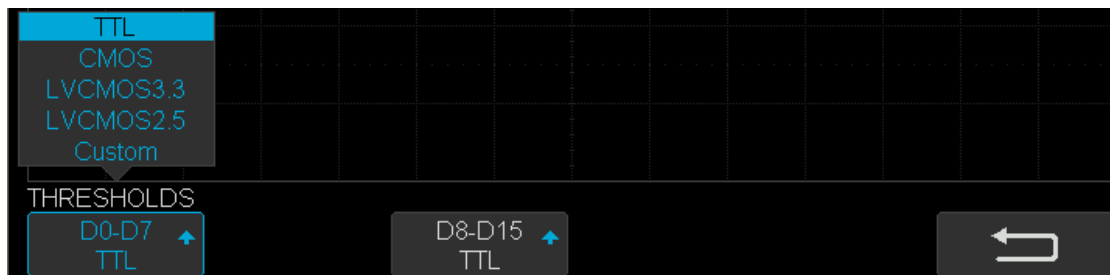 TTL
CMOS
LVCMOS3.3
LVCMOS2.5
Custom
THRESHOLDS
D0-D7
TTL
D8-D15
TTL